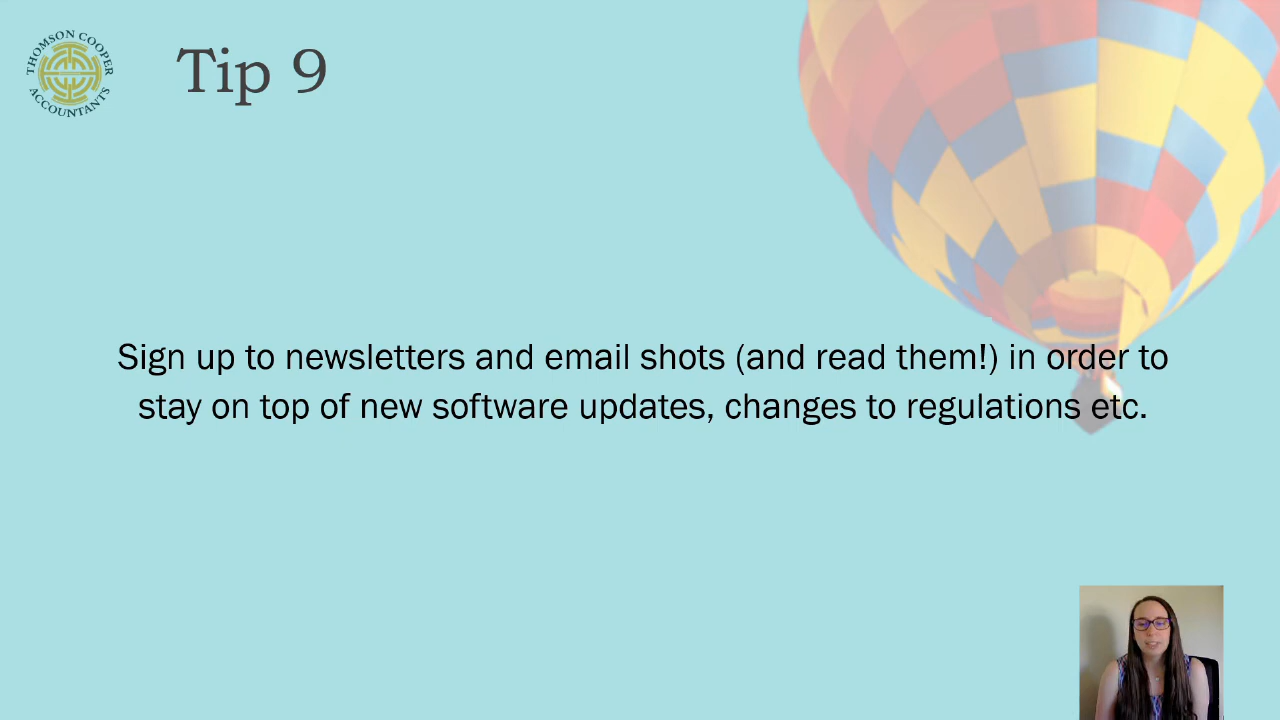 THOMSON COOPER
ACCOUNTANTS
Tip 9
Sign up to newsletters and email shots (and read them!) in order to
stay on top of new software updates, changes to regulations etc.